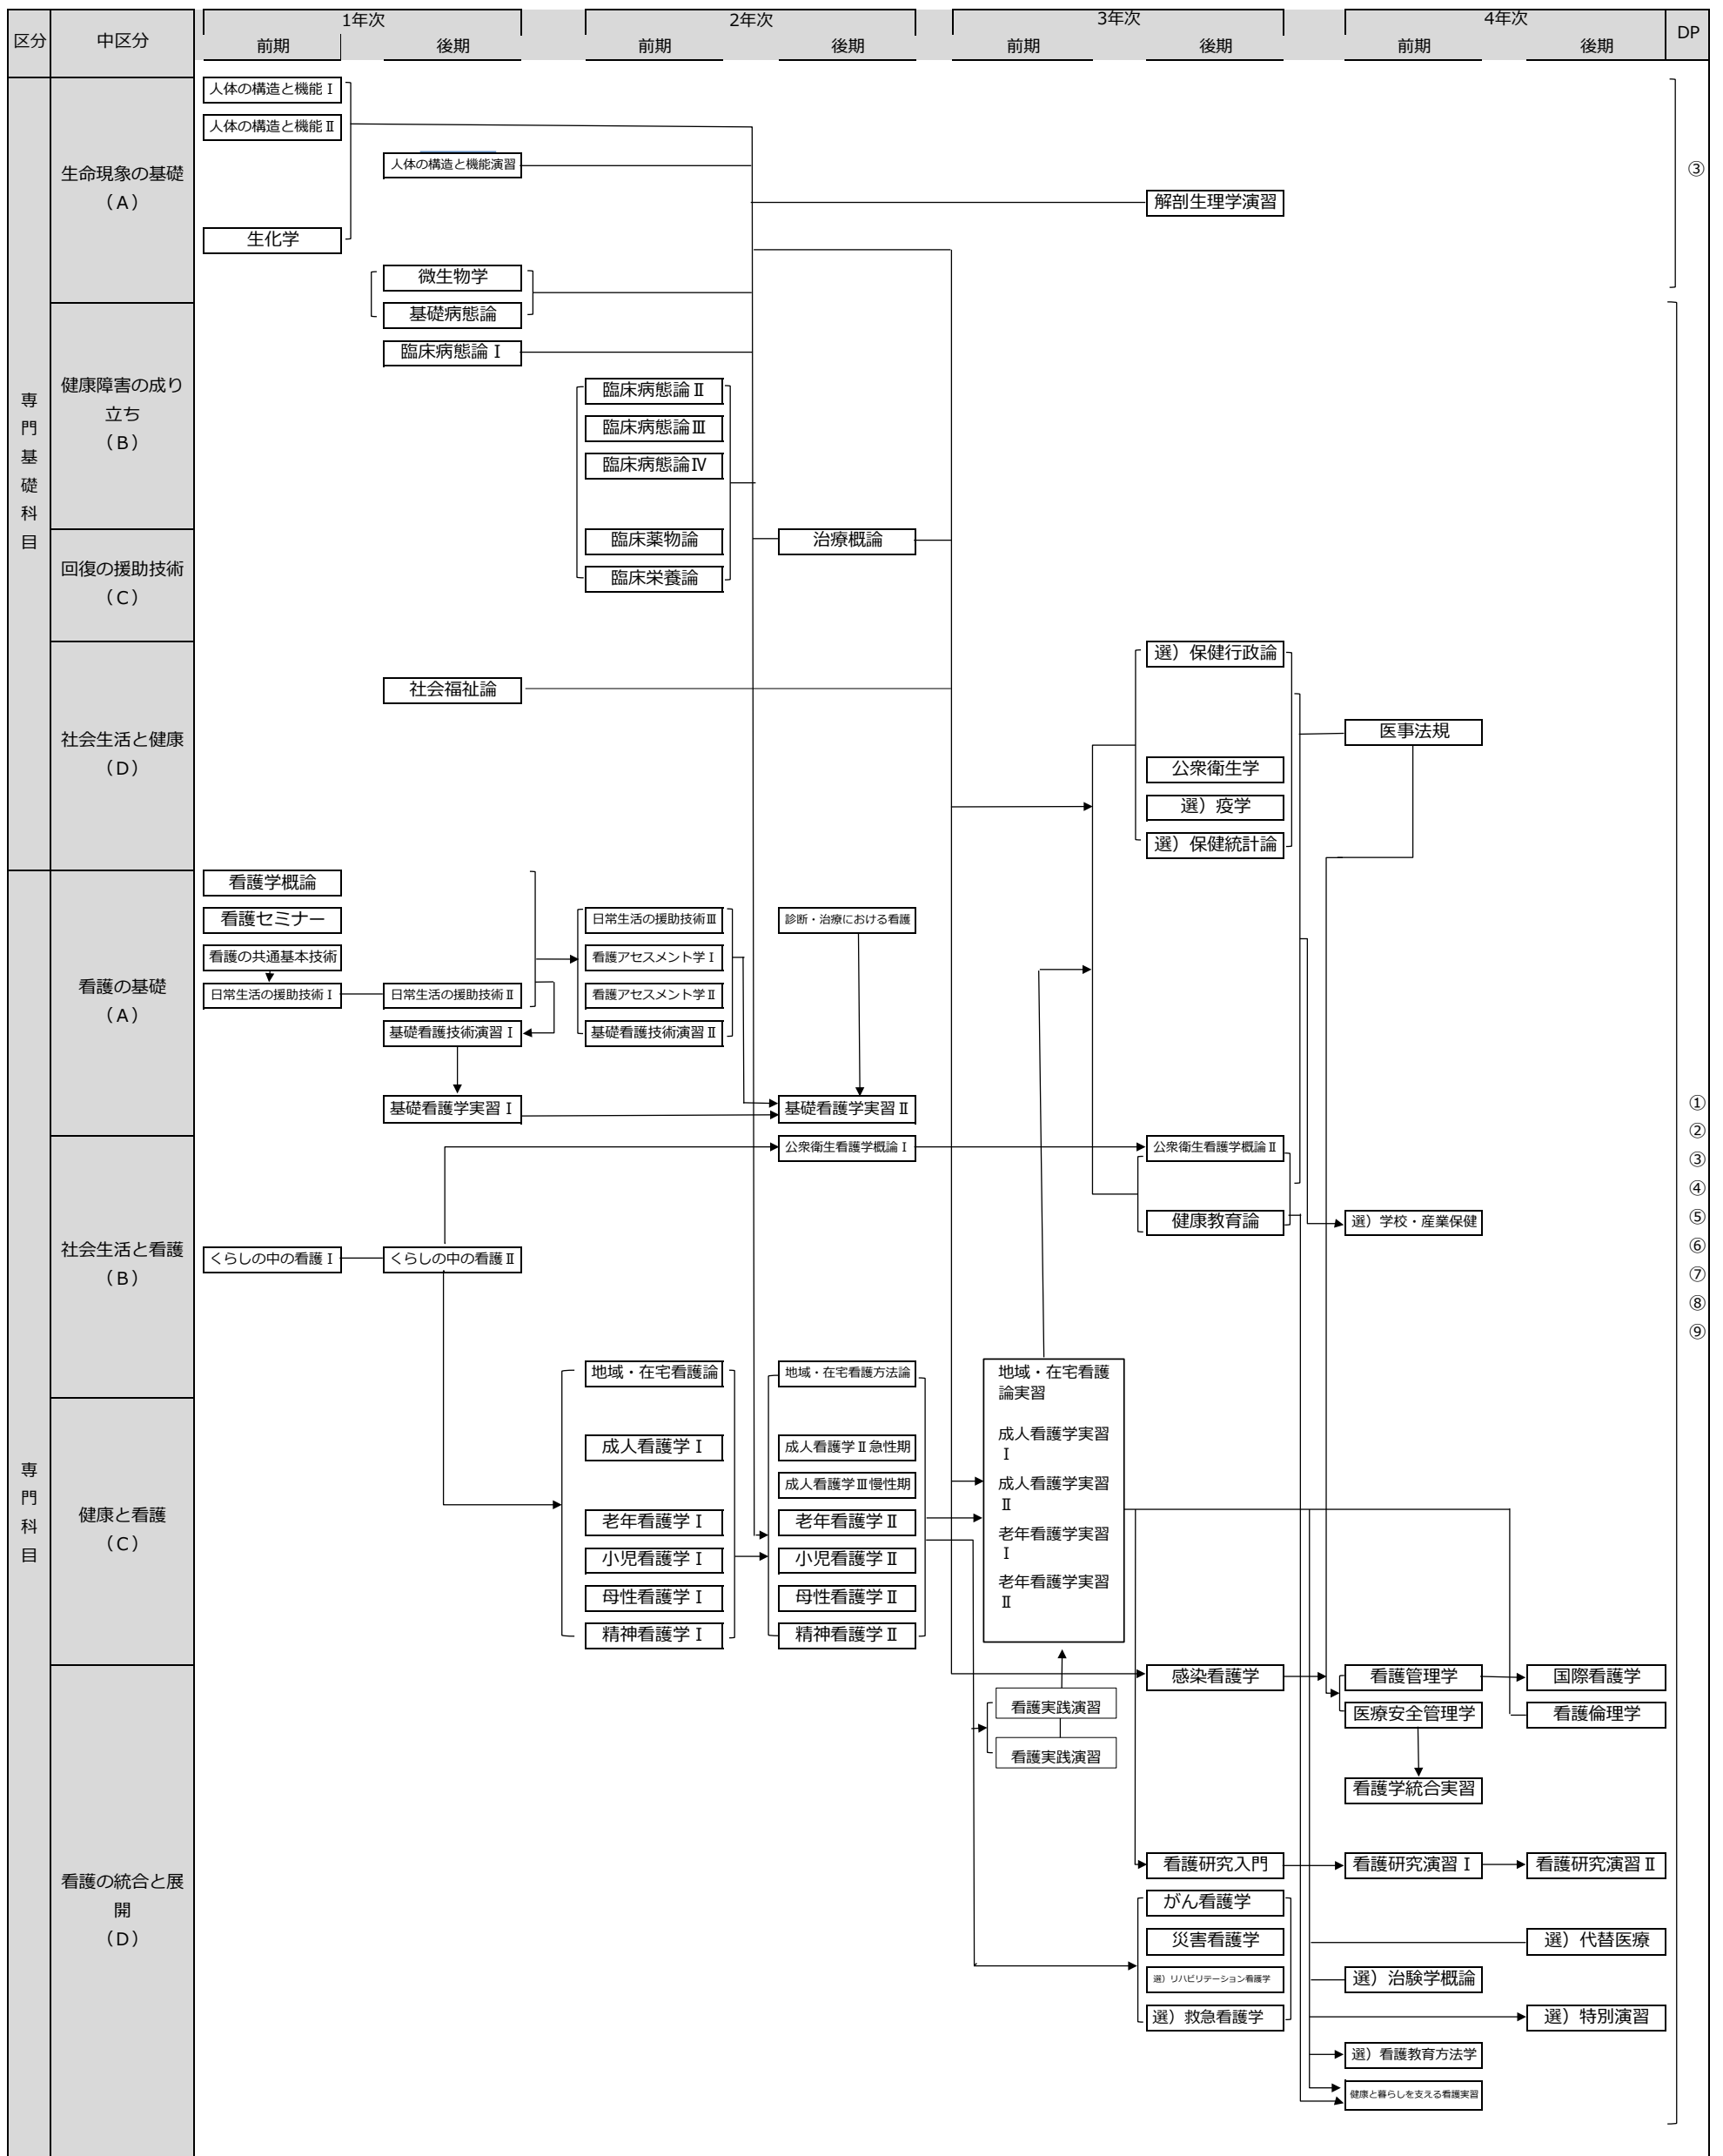 区分
中区分
1年次
2年次
3年次
4年次
DP
前期
後期
前期
後期
前期
後期
前期
後期
専
門
基
礎
科
目
生命現象の基礎
（A）
人体の構造と機能Ⅰ
人体の構造と機能Ⅱ
人体の構造と機能演習
解剖生理学演習
生化学
微生物学
③
健康障害の成り
立ち
（B）
基礎病態論
臨床病態論Ⅰ
臨床病態論Ⅱ
臨床病態論Ⅲ
臨床病態論Ⅳ
回復の援助技術
（C）
臨床薬物論
治療概論
臨床栄養論
社会生活と健康
（D）
選）保健行政論
社会福祉論
医事法規
公衆衛生学
選）疫学
選）保健統計論
専
門
科
目
看護の基礎
（A）
看護学概論
看護セミナー
日常生活の援助技術Ⅲ
診断・治療における看護
看護の共通基本技術
看護アセスメント学Ⅰ
日常生活の援助技術Ⅰ
日常生活の援助技術Ⅱ
看護アセスメント学Ⅱ
基礎看護技術演習Ⅰ
基礎看護技術演習Ⅱ
基礎看護学実習Ⅰ
基礎看護学実習Ⅱ
①
②
③
④
⑤
⑥
⑦
⑧
⑨
社会生活と看護
（B）
公衆衛生看護学概論Ⅰ
公衆衛生看護学概論Ⅱ
健康教育論
選）学校・産業保健
くらしの中の看護Ⅰ
くらしの中の看護Ⅱ
地域・在宅看護論
地域・在宅看護方法論
地域・在宅看護
論実習
成人看護学実習
Ⅰ
成人看護学実習
Ⅱ
老年看護学実習
Ⅰ
老年看護学実習
Ⅱ
健康と看護
（C）
成人看護学Ⅰ
成人看護学Ⅱ急性期
成人看護学Ⅲ慢性期
老年看護学Ⅰ
老年看護学Ⅱ
小児看護学Ⅰ
小児看護学Ⅱ
母性看護学Ⅰ
母性看護学Ⅱ
精神看護学Ⅰ
精神看護学Ⅱ
看護の統合と展
開
（D）
感染看護学
看護管理学
国際看護学
看護実践演習
医療安全管理学
看護倫理学
看護実践演習
看護学統合実習
看護研究入門
看護研究演習Ⅰ
看護研究演習Ⅱ
がん看護学
災害看護学
選）代替医療
選）リハビリテーション看護学
選）治験学概論
選）救急看護学
選）特別演習
選）看護教育方法学
健康と暮らしを支える看護実習